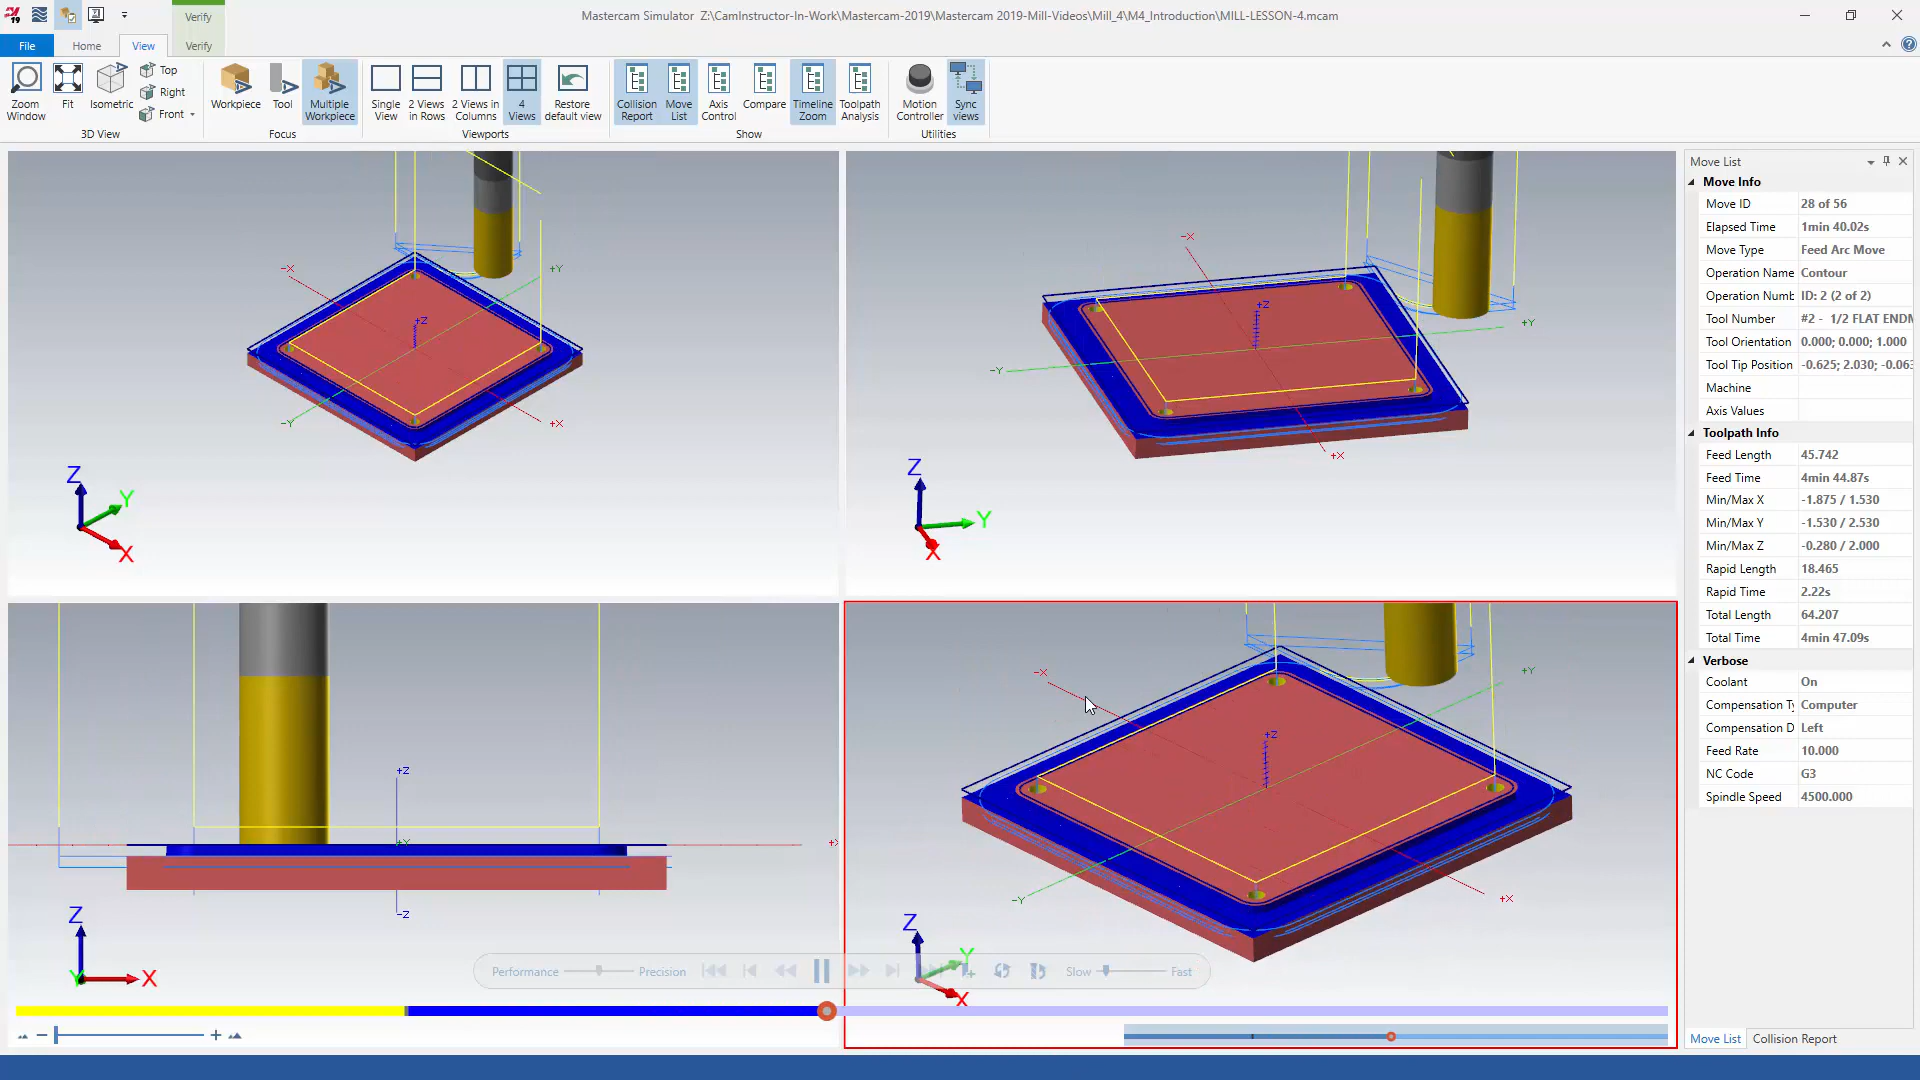 Verify
Mastercam Simulator Z:\CamInstructor-In-Work\Mastercam-2019\Mastercam 2019-Mill-Videos\Mill_4\M4_Introduction\MILL-LESSON-4.mcam
File Home View Verify
Zoom Window
Fit
Isometric
Top
Right
Front
3D View
Workpiece
Tool
Multiple Workpiece
Focus
Single View
2 Views in Rows
2 Views in Columns
4 Views
Restore default view
Viewports
Collision Report
Move List
Axis Control
Compare
Timeline Zoom
Toolpath Analysis
Show
Motion Controller
Sync views
Utilities
-X
+Y
+Z
-Y
+X
Z
Y
X
-X
+Z
+Y
-Y
+X
Z
Y
X
+Z
+Y
+X
-Z
Z
Y
X
-X
+Y
+Z
-Y
+X
Z
Y
X
Performance Precision
Slow Fast
Move List
Move Info
Move ID 28 of 56
Elapsed Time 1min 40.02s
Move Type Feed Arc Move
Operation Name Contour
Operation Numb ID: 2 (2 of 2)
Tool Number #2 - 1/2 FLAT ENDM
Tool Orientation 0.000; 0.000; 1.000
Tool Tip Position -0.625; 2.030; -0.063
Machine
Axis Values
Toolpath Info
Feed Length 45.742
Feed Time 4min 44.87s
Min/Max X -1.875 / 1.530
Min/Max Y -1.530 / 2.530
Min/Max Z -0.280 / 2.000
Rapid Length 18.465
Rapid Time 2.22s
Total Length 64.207
Total Time 4min 47.09s
Verbose
Coolant On
Compensation Ty Computer
Compensation D Left
Feed Rate 10.000
NC Code G3
Spindle Speed 4500.000
Move List Collision Report